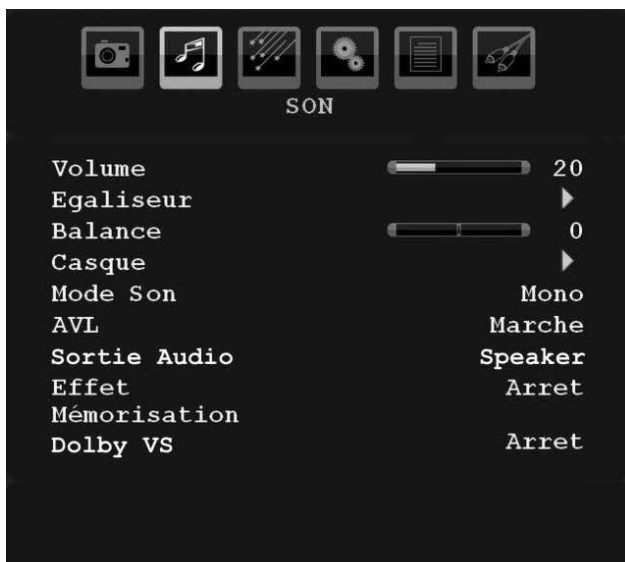 SON
Volume 20
Egaliseur
Balance 0
Casque
Mode Son Mono
AVL Marche
Sortie Audio Speaker
Effet Arret
Mémorisation
Dolby VS Arret